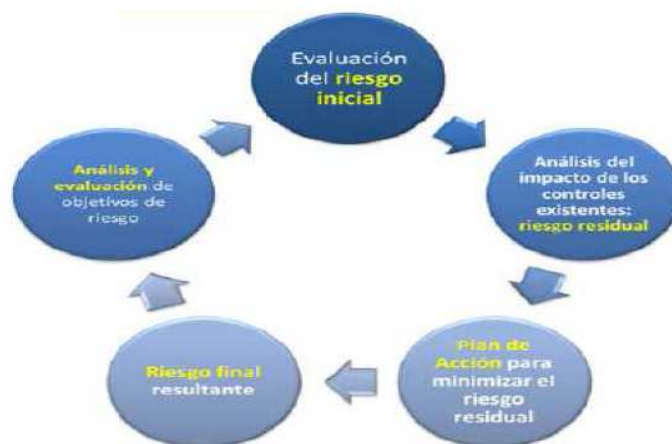 Evaluación
del riesgo
inicial
Análisis del
impacto de los
controles
existentes:
riesgo residual
Plan de
Acción para
minimizar el
riesgo
residual
Riesgo final
resultante
Análisis y
evaluación de
objetivos de
riesgo